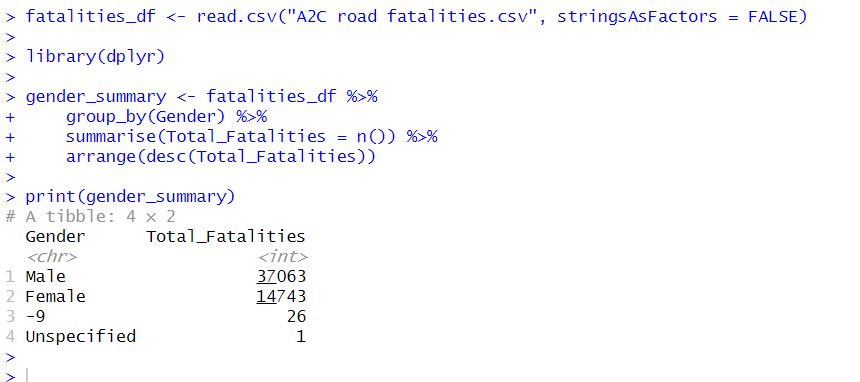 > fatalities_df <- read.csv("A2C road fatalities.csv", stringsAsFactors = FALSE)
>
> library(dplyr)
>
> gender_summary <- fatalities_df %>%
+     group_by(Gender) %>%
+     summarise(Total_Fatalities = n()) %>%
+     arrange(desc(Total_Fatalities))
>
> print(gender_summary)
# A tibble: 4 × 2
  Gender      Total_Fatalities
  <chr>                  <int>
1 Male                   37063
2 Female                 14743
3 -9                        26
4 Unspecified                1
>
>